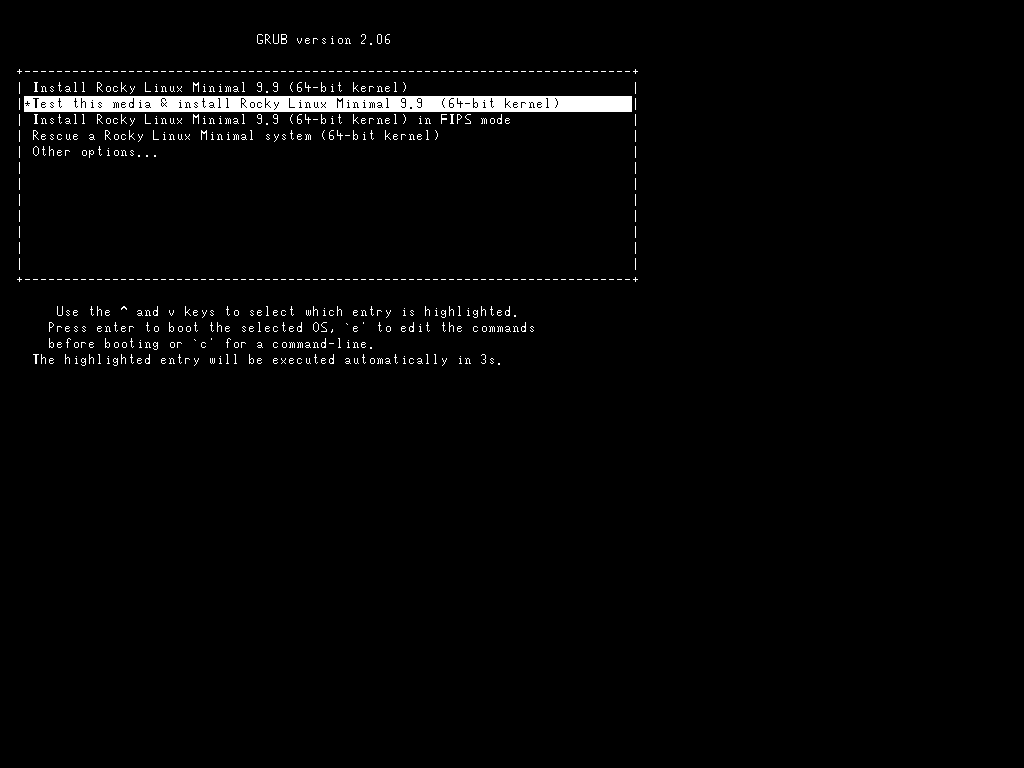 GRUB version 2.06
Install Rocky Linux Minimal 9.9 (64-bit kernel)
*Test this media & install Rocky Linux Minimal 9.9  (64-bit kernel)
Install Rocky Linux Minimal 9.9 (64-bit kernel) in FIPS mode
Rescue a Rocky Linux Minimal system (64-bit kernel)
Other options...
Use the ^ and v keys to select which entry is highlighted.
Press enter to boot the selected OS, `e' to edit the commands
before booting or `c' for a command-line.
The highlighted entry will be executed automatically in 3s.